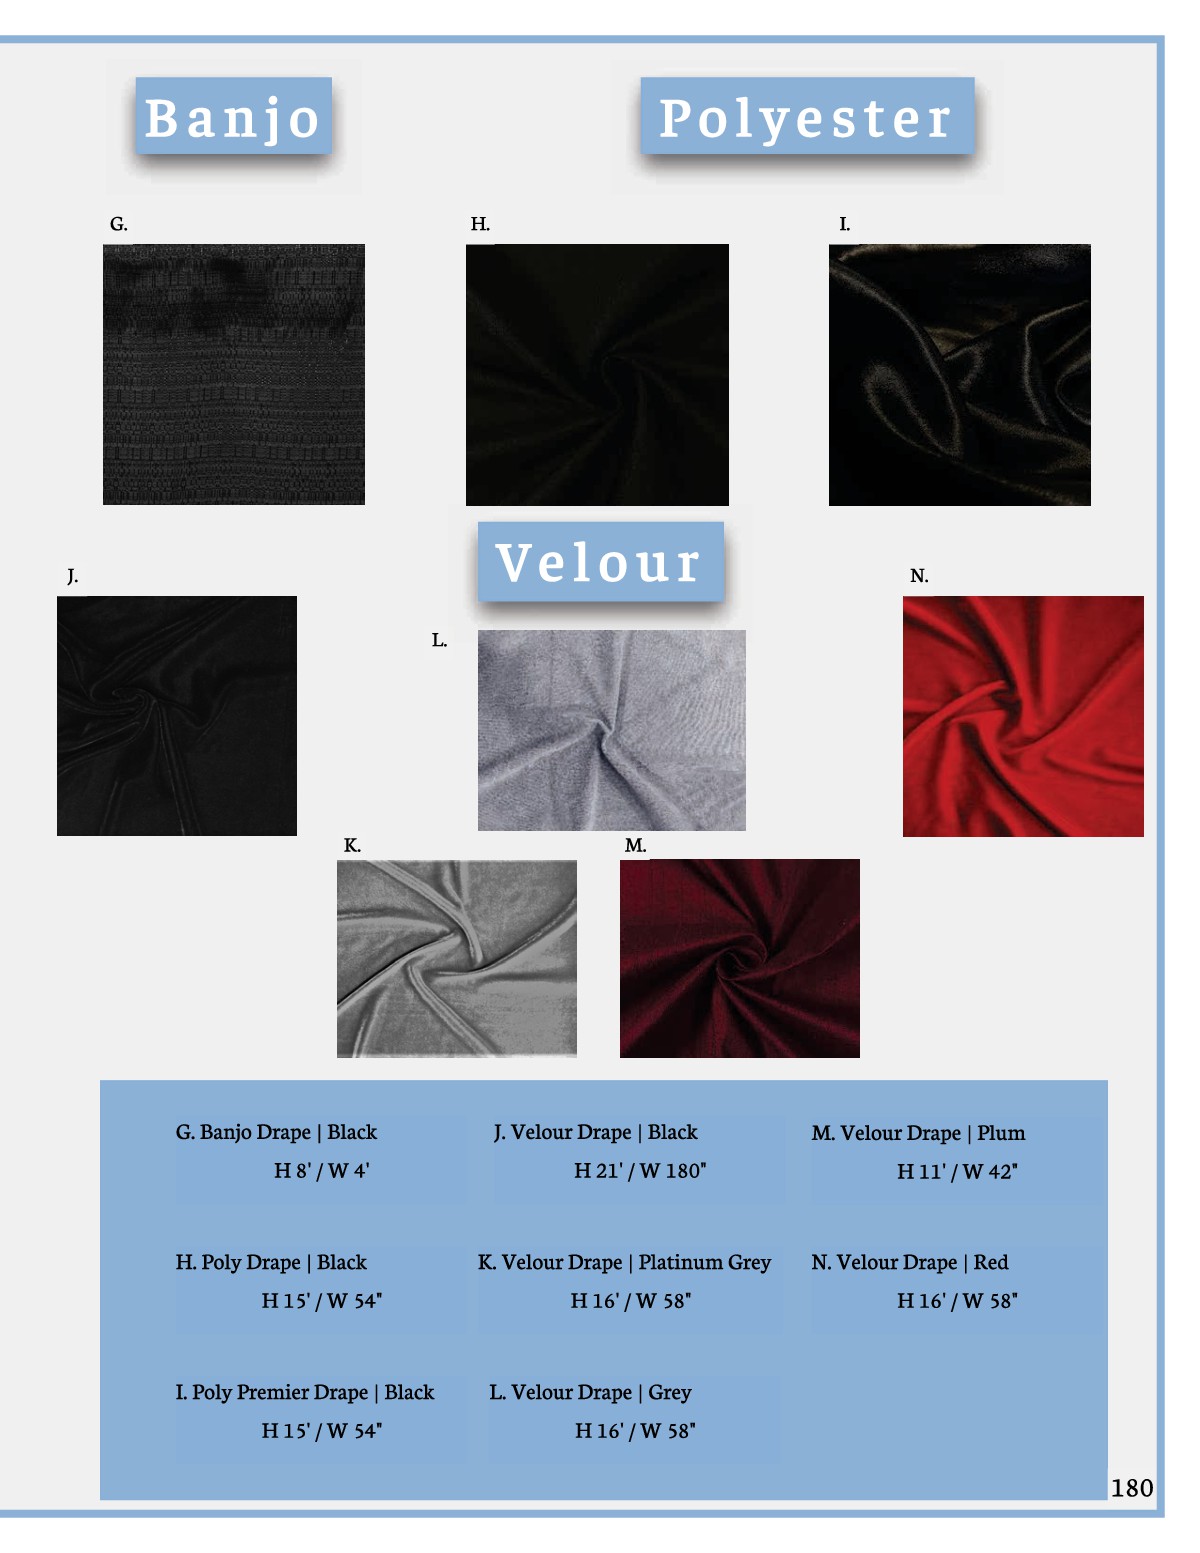 Banjo
Polyester
G.
H.
I.
Velour
J.
N.
L.
K.
M.
G. Banjo Drape | Black
H 8' / W 4'
J. Velour Drape | Black
H 21' / W 180"
M. Velour Drape | Plum
H 11' / W 42"
H. Poly Drape | Black
H 15' / W 54"
K. Velour Drape | Platinum Grey
H 16' / W 58"
N. Velour Drape | Red
H 16' / W 58"
I. Poly Premier Drape | Black
H 15' / W 54"
L. Velour Drape | Grey
H 16' / W 58"
180